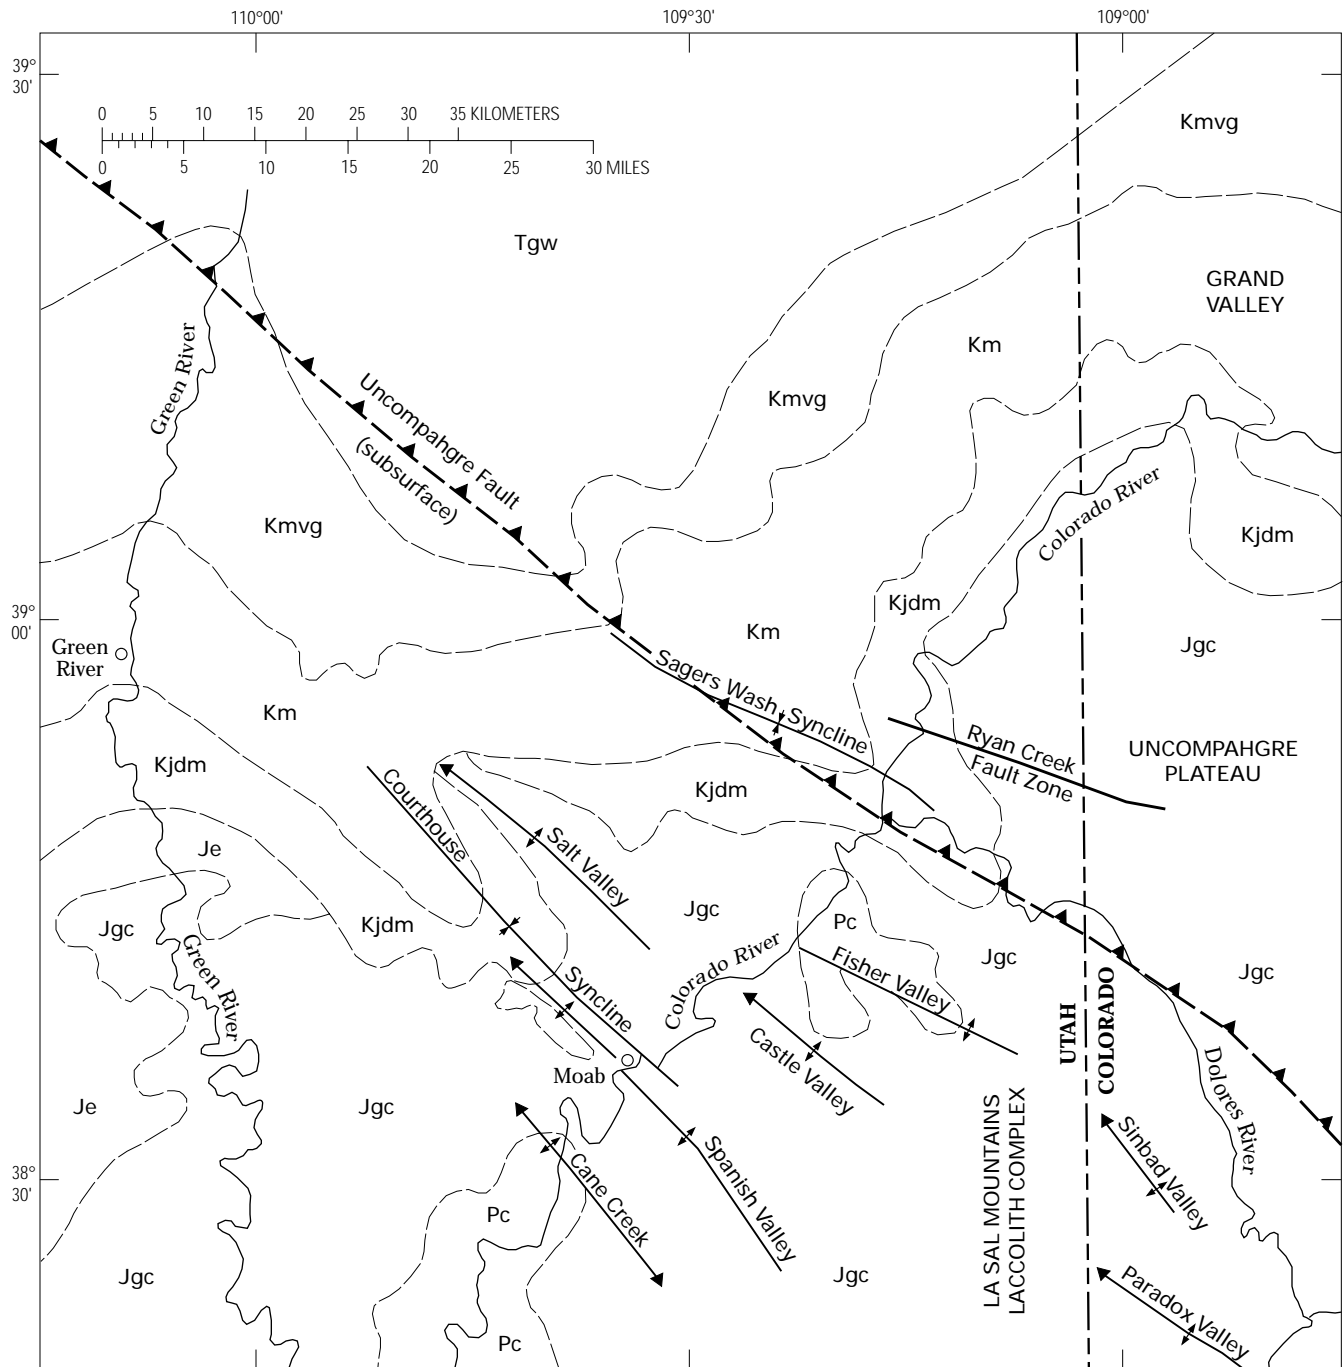 110°00'
109°30'
109°00'
39°
30'
0 5 10 15 20 25 30 35 KILOMETERS
0 5 10 15 20 25 30 MILES
Kmvg
Tgw
GRAND
VALLEY
Green River
Km
Kmvg
Uncompahgre Fault
(subsurface)
Colorado River
Kmvg
Kjdm
39°
00'
Kjdm
Km
Jgc
Green
River
Sagers Wash Syncline
Km
Ryan Creek
Fault Zone
UNCOMPAHGRE
PLATEAU
Kjdm
Kjdm
Courthouse
Syncline
Salt Valley
Je
Jgc
Kjdm
Jgc
Pc
Jgc
Jgc
Green River
Colorado River
Fisher Valley
UTAH
COLORADO
Castle Valley
Moab
Dolores River
Je
Jgc
LA SAL MOUNTAINS
LACCOLITH COMPLEX
Sinbad Valley
38°
30'
Cane Creek
Spanish Valley
Pc
Jgc
Jgc
Paradox Valley
Pc